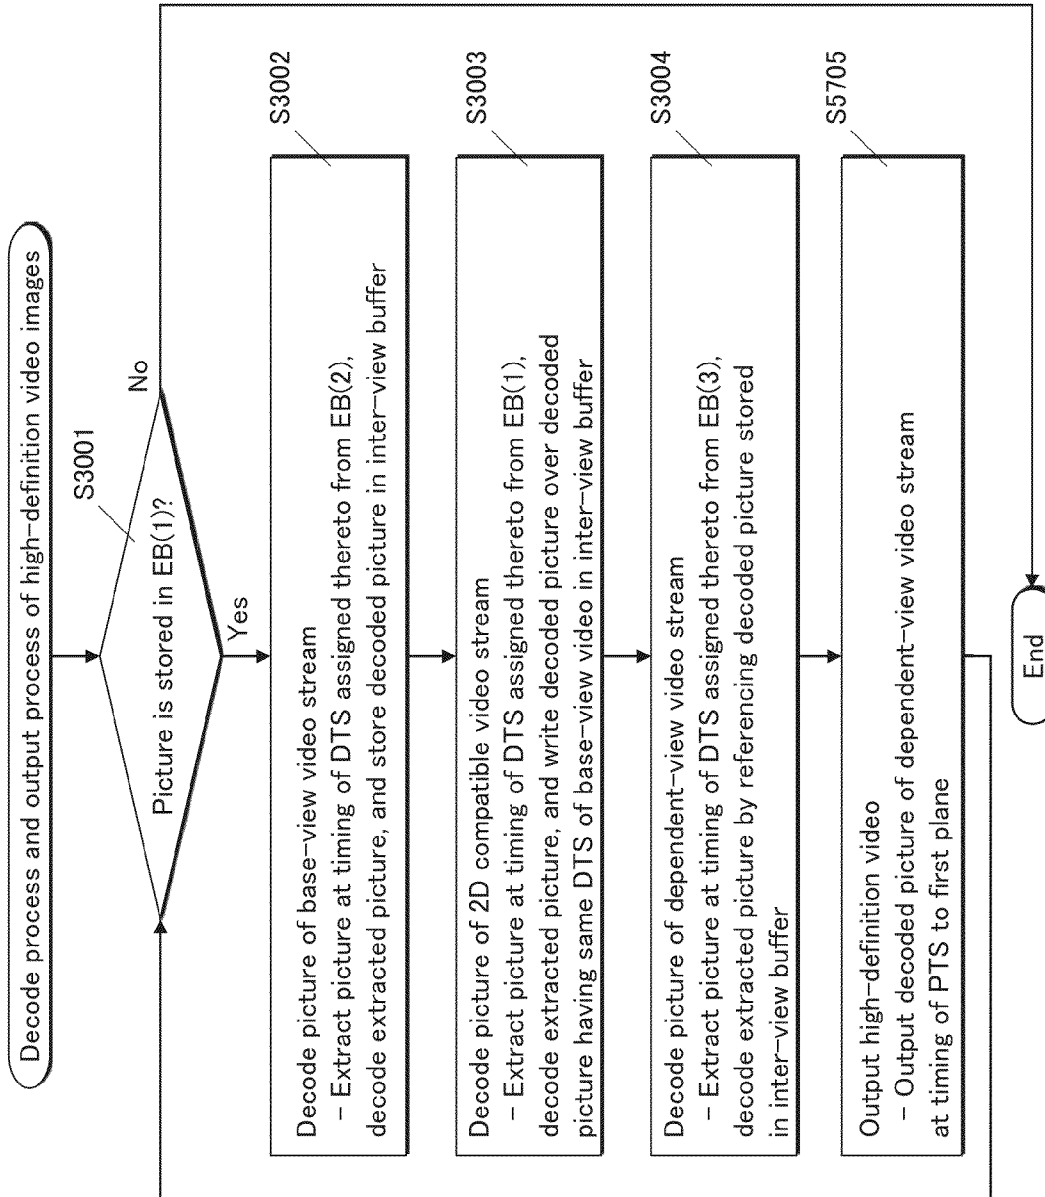 Decode process and output process of high-definition video images
S3001
Picture is stored in EB(1)?
No
Yes
S3002
Decode picture of base-view video stream
- Extract picture at timing of DTS assigned thereto from EB(2),
decode extracted picture, and store decoded picture in inter-view buffer
S3003
Decode picture of 2D compatible video stream
- Extract picture at timing of DTS assigned thereto from EB(1),
decode extracted picture, and write decoded picture over decoded
picture having same DTS of base-view video in inter-view buffer
S3004
Decode picture of dependent-view video stream
- Extract picture at timing of DTS assigned thereto from EB(3),
decode extracted picture by referencing decoded picture stored
in inter-view buffer
S5705
Output high-definition video
- Output decoded picture of dependent-view video stream
at timing of PTS to first plane
End